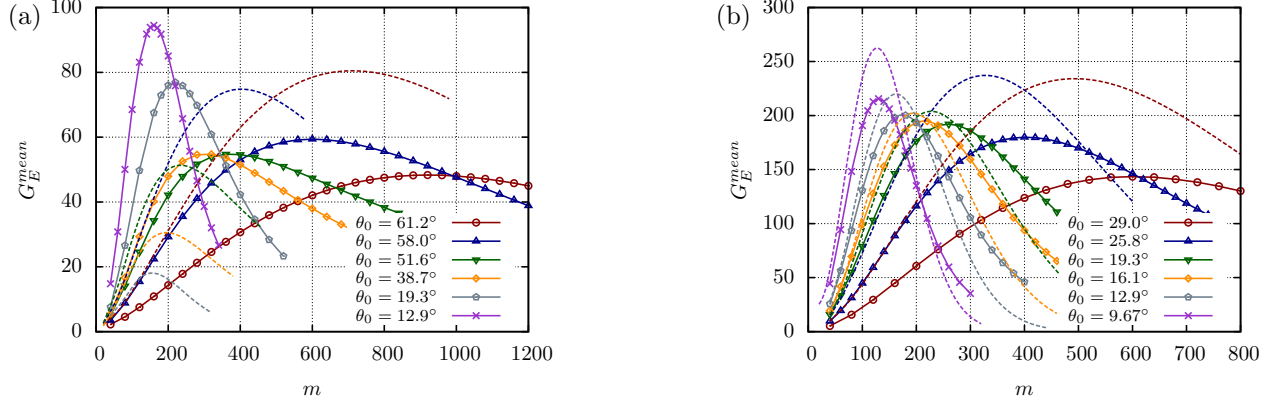 (a)
100
80
60
40
20
0
G_E^{mean}
θ₀ = 61.2°
θ₀ = 58.0°
θ₀ = 51.6°
θ₀ = 38.7°
θ₀ = 19.3°
θ₀ = 12.9°
0 200 400 600 800 1000 1200
m
(b)
300
250
200
150
100
50
0
G_E^{mean}
θ₀ = 29.0°
θ₀ = 25.8°
θ₀ = 19.3°
θ₀ = 16.1°
θ₀ = 12.9°
θ₀ = 9.67°
0 100 200 300 400 500 600 700 800
m